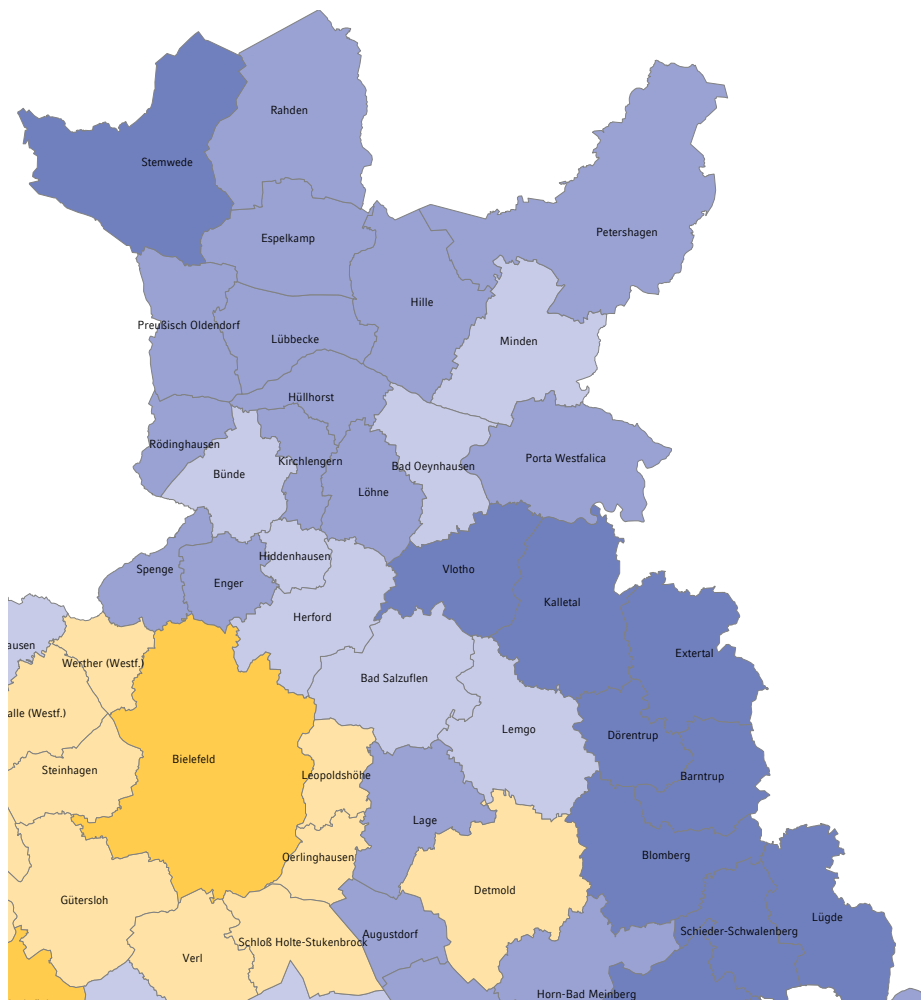 Rahden
Stemwede
Petershagen
Espelkamp
Hille
Preußisch Oldendorf
Lübbecke
Minden
Hüllhorst
Rödinghausen
Kirchlengern
Bad Oeynhausen
Porta Westfalica
Bünde
Löhne
Hiddenhausen
Spenge
Enger
Vlotho
Kalletal
Herford
ausen
Extertal
Werther (Westf.)
Bad Salzuflen
alle (Westf.)
Lemgo
Dörentrup
Bielefeld
Steinhagen
Leopoldshöhe
Barntrup
Lage
Oerlinghausen
Blomberg
Detmold
Gütersloh
Lügde
Augustdorf
Schieder-Schwalenberg
Schloß Holte-Stukenbrock
Verl
Horn-Bad Meinberg